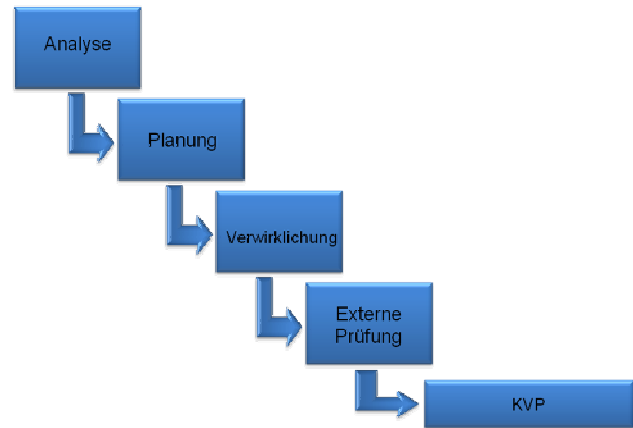 Analyse
Planung
Verwirklichung
Externe
Prüfung
KVP